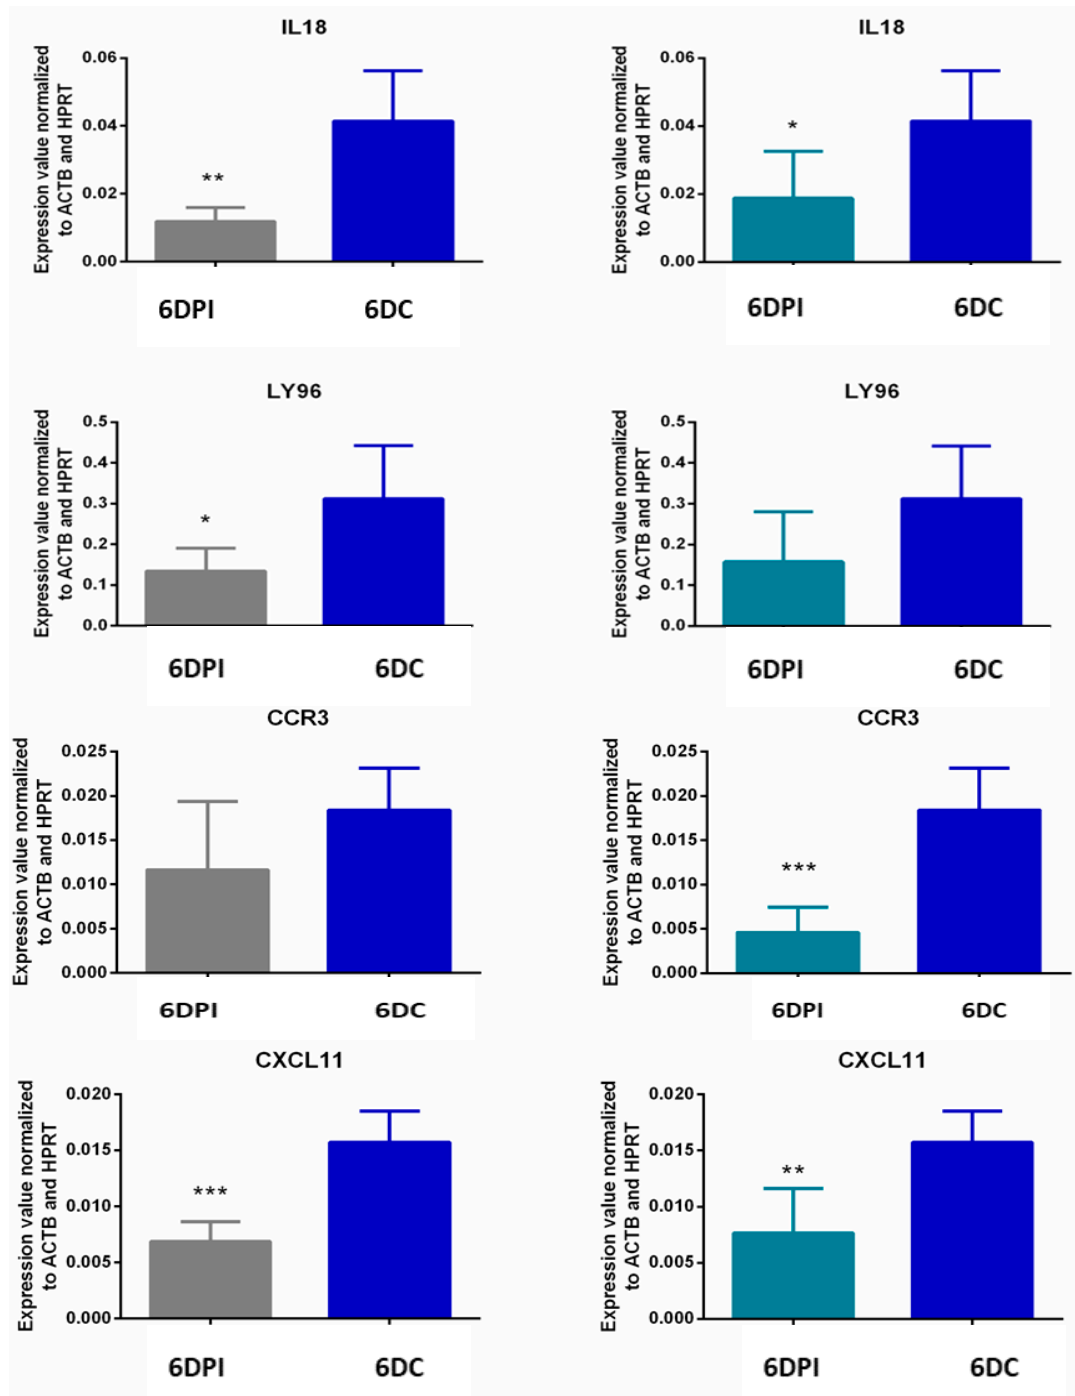 IL18
Expression value normalized
to ACTB and HPRT
0.06
0.04
0.02
0.00
**
6DPI 6DC
IL18
Expression value normalized
to ACTB and HPRT
0.06
0.04
0.02
0.00
*
6DPI 6DC
LY96
Expression value normalized
to ACTB and HPRT
0.5
0.4
0.3
0.2
0.1
0.0
*
6DPI 6DC
LY96
Expression value normalized
to ACTB and HPRT
0.5
0.4
0.3
0.2
0.1
0.0
6DPI 6DC
CCR3
Expression value normalized
to ACTB and HPRT
0.025
0.020
0.015
0.010
0.005
0.000
6DPI 6DC
CCR3
Expression value normalized
to ACTB and HPRT
0.025
0.020
0.015
0.010
0.005
0.000
***
6DPI 6DC
CXCL11
Expression value normalized
to ACTB and HPRT
0.020
0.015
0.010
0.005
0.000
***
6DPI 6DC
CXCL11
Expression value normalized
to ACTB and HPRT
0.020
0.015
0.010
0.005
0.000
**
6DPI 6DC